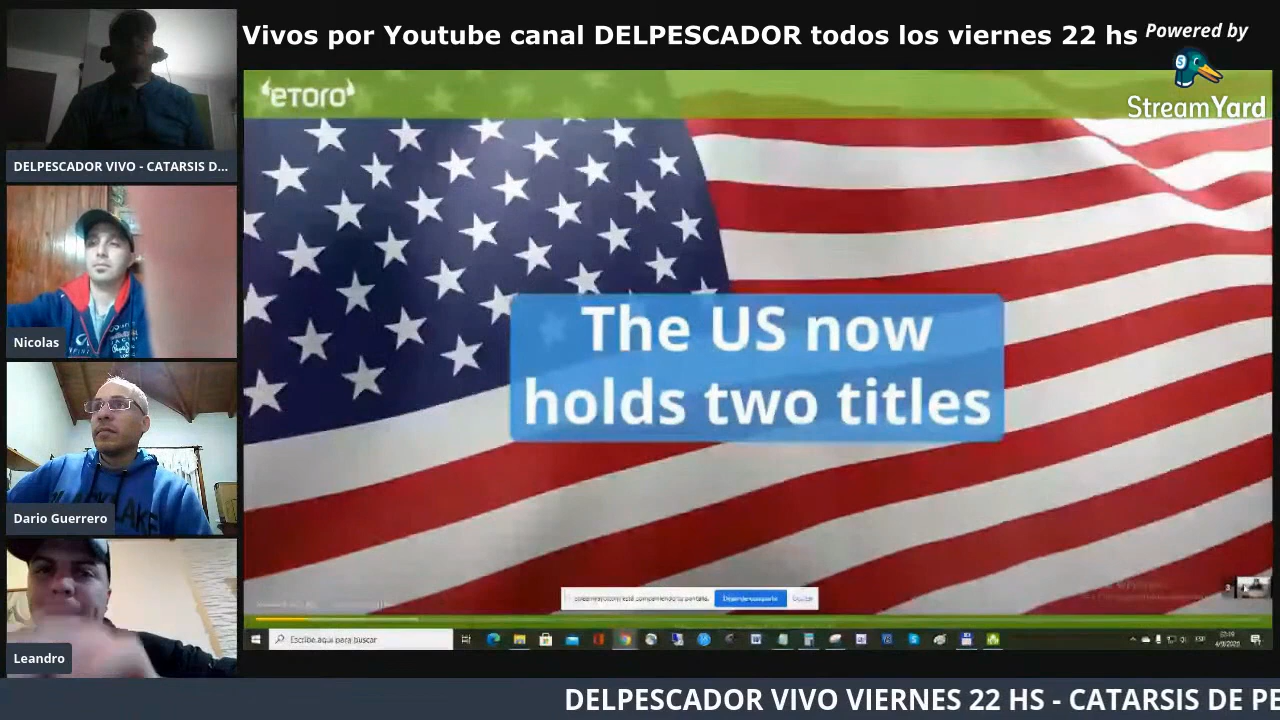 Vivos por Youtube canal DELPESCADOR todos los viernes 22 hs
Powered by
StreamYard
eToro
DELPESCADOR VIVO - CATARSIS D...
Nicolas
Dario Guerrero
Leandro
The US now
holds two titles
Escribe aquí para buscar
DELPESCADOR VIVO VIERNES 22 HS - CATARSIS DE PE